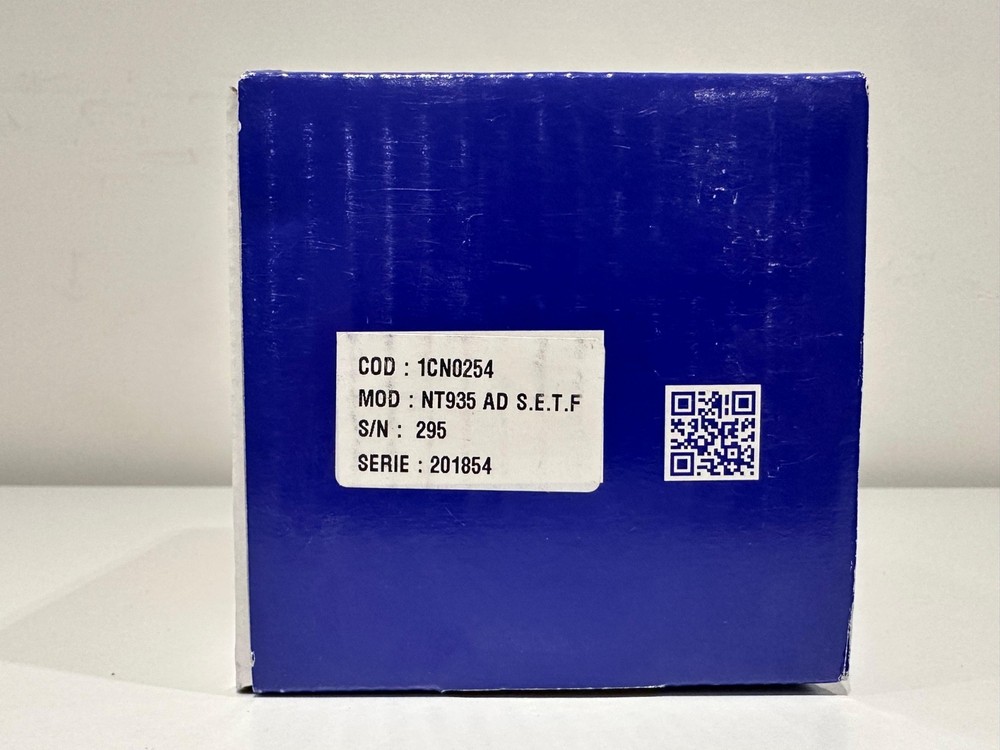 COD : 1CN0254
MOD : NT935 AD S.E.T.F
S/N : 295
SERIE : 201854